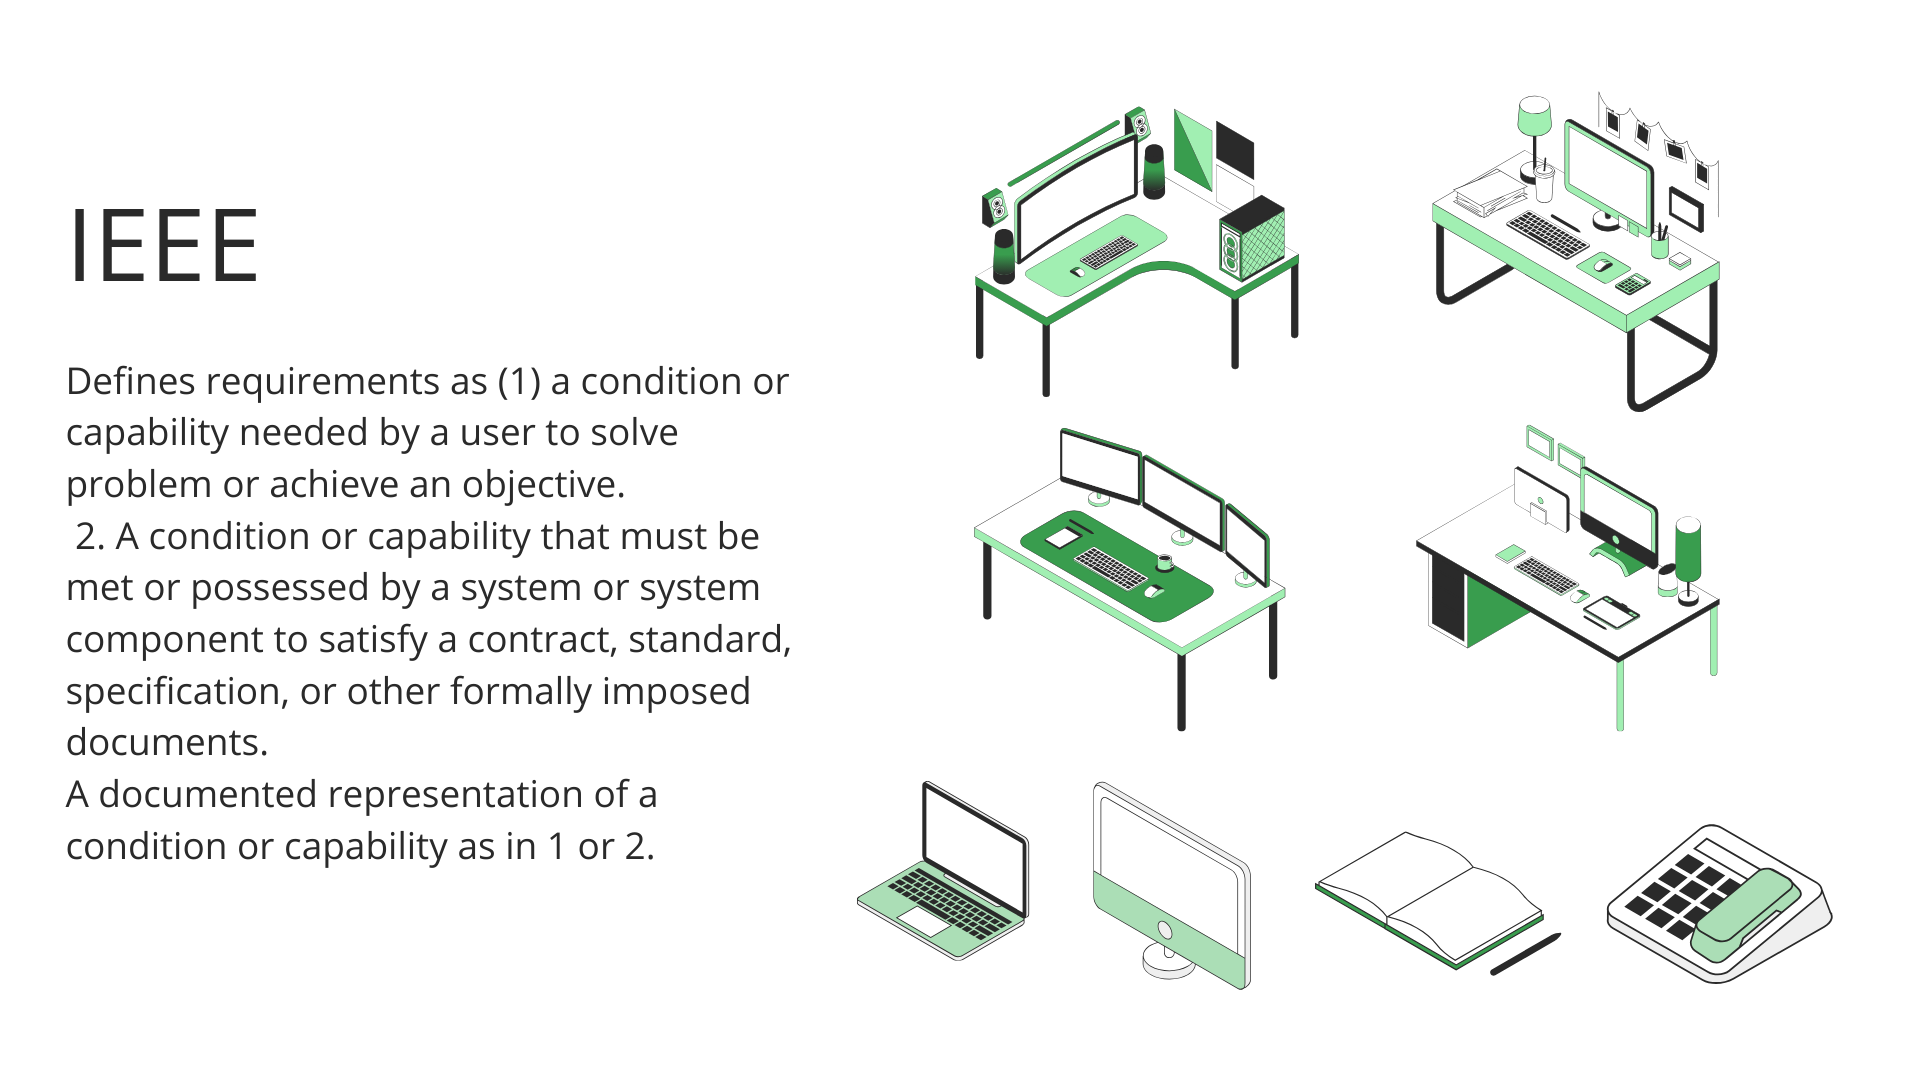 IEEE
Defines requirements as (1) a condition or
capability needed by a user to solve
problem or achieve an objective.
2. A condition or capability that must be
met or possessed by a system or system
component to satisfy a contract, standard,
specification, or other formally imposed
documents.
A documented representation of a
condition or capability as in 1 or 2.